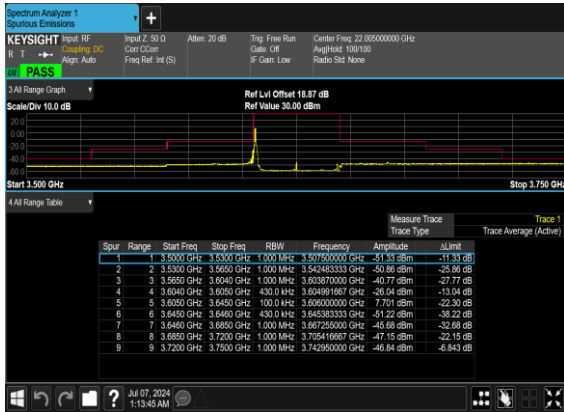 Spectrum Analyzer 1
Spurious Emissions
+
KEYSIGHT Input: RF Input Z: 50 Ω Atten: 20 dB Trig: Free Run Center Freq: 22.005000000 GHz
R T Coupling: DC Corr CCorr Gate: Off Avg|Hold: 100/100
Align: Auto Freq Ref: Int (S) IF Gain: Low Radio Std: None
LXI PASS
3 All Range Graph
Ref Lvl Offset 18.87 dB
Scale/Div 10.0 dB Ref Value 30.00 dBm
20.0
0.00
-20.0
-40.0
-60.0
Start 3.500 GHz Stop 3.750 GHz
4 All Range Table
Measure Trace Trace 1
Trace Type Trace Average (Active)
Spur Range Start Freq Stop Freq RBW Frequency Amplitude ΔLimit
1 1 3.5000 GHz 3.5300 GHz 1.000 MHz 3.507500000 GHz -51.33 dBm -11.33 dB
2 2 3.5300 GHz 3.5650 GHz 1.000 MHz 3.542483333 GHz -50.86 dBm -25.86 dB
3 3 3.5650 GHz 3.6040 GHz 1.000 MHz 3.603870000 GHz -40.77 dBm -27.77 dB
4 4 3.6040 GHz 3.6050 GHz 430.0 kHz 3.604991667 GHz -26.04 dBm -13.04 dB
5 5 3.6050 GHz 3.6450 GHz 100.0 kHz 3.606000000 GHz 7.701 dBm -22.30 dB
6 6 3.6450 GHz 3.6460 GHz 430.0 kHz 3.645383333 GHz -51.22 dBm -38.22 dB
7 7 3.6460 GHz 3.6850 GHz 1.000 MHz 3.667255000 GHz -45.68 dBm -32.68 dB
8 8 3.6850 GHz 3.7200 GHz 1.000 MHz 3.705416667 GHz -47.15 dBm -22.15 dB
9 9 3.7200 GHz 3.7500 GHz 1.000 MHz 3.742950000 GHz -46.84 dBm -6.843 dB
?
Jul 07, 2024
1:13:45 AM